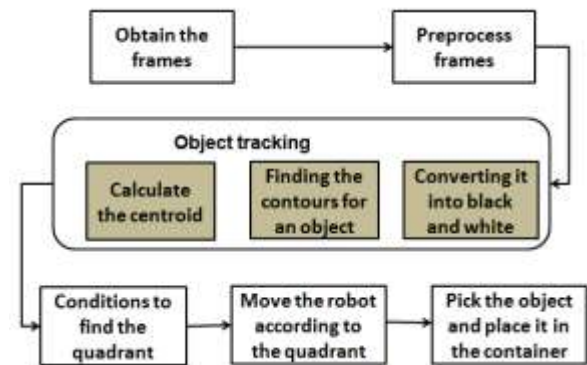 Obtain the
frames
Preprocess
frames
Object tracking
Calculate
the centroid
Finding the
contours for
an object
Converting it
into black
and white
Conditions to
find the
quadrant
Move the robot
according to
the quadrant
Pick the object
and place it in
the container